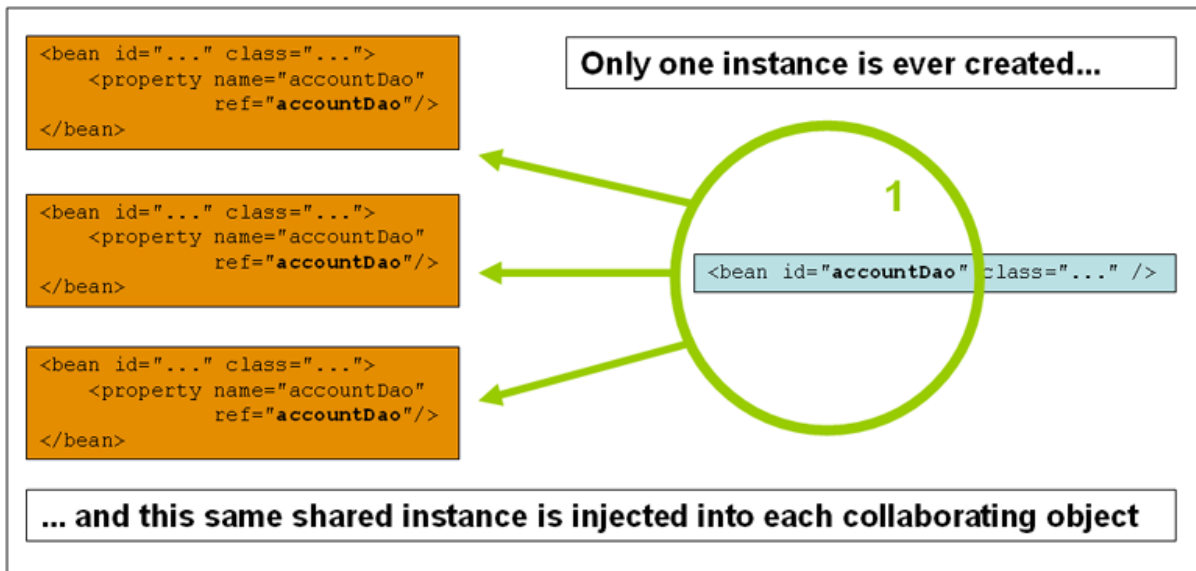 <bean id="..." class="...">
    <property name="accountDao"
              ref="accountDao"/>
</bean>
Only one instance is ever created...
<bean id="..." class="...">
    <property name="accountDao"
              ref="accountDao"/>
</bean>
1
<bean id="accountDao" class="..." />
<bean id="..." class="...">
    <property name="accountDao"
              ref="accountDao"/>
</bean>
... and this same shared instance is injected into each collaborating object